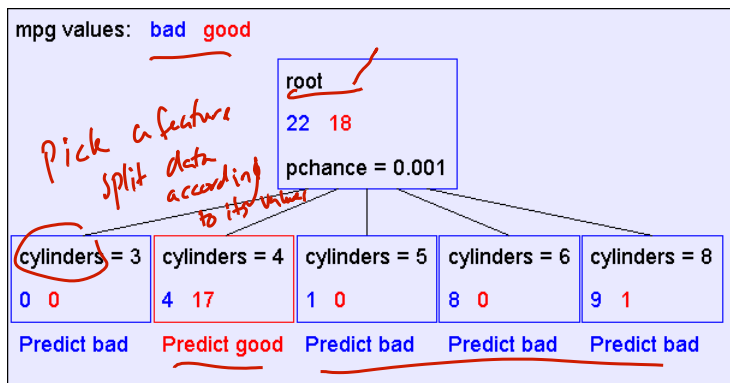 mpg values: bad good
root
22 18
pchance = 0.001
pick a feature
split data
according
to its values
cylinders = 3
0 0
Predict bad
cylinders = 4
4 17
Predict good
cylinders = 5
1 0
Predict bad
cylinders = 6
8 0
Predict bad
cylinders = 8
9 1
Predict bad